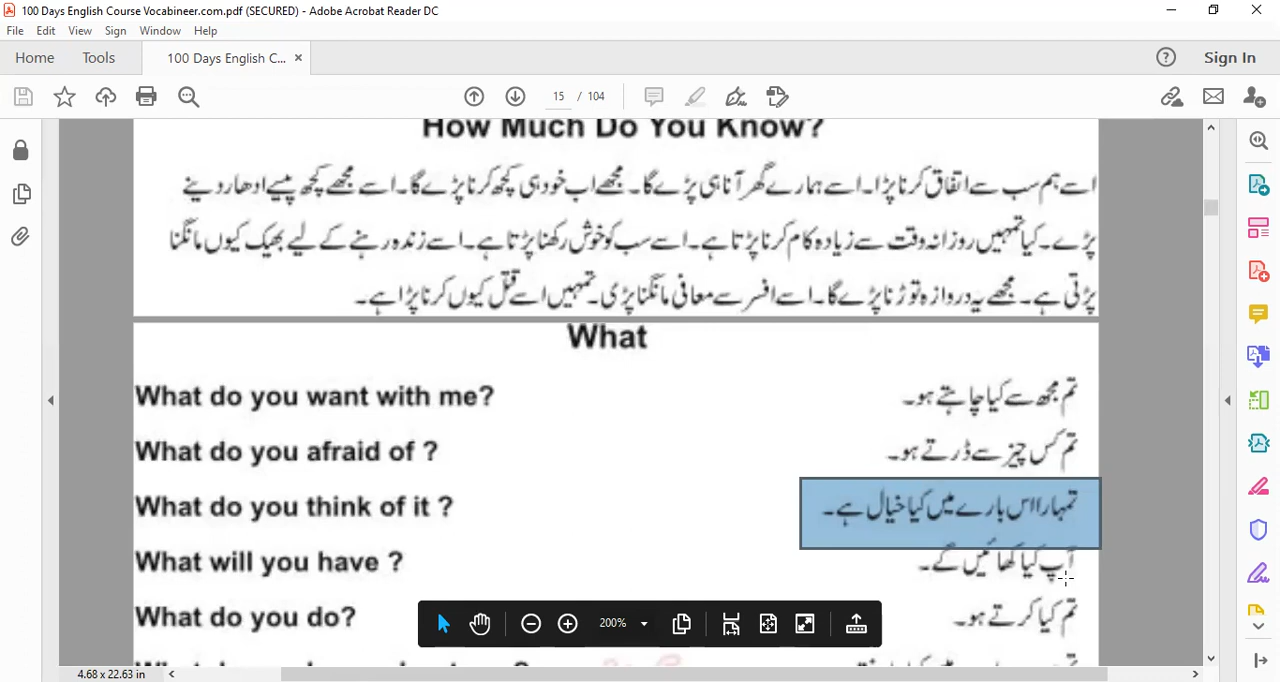 100 Days English Course Vocabineer.com.pdf (SECURED) - Adobe Acrobat Reader DC
File Edit View Sign Window Help
Home Tools 100 Days English C... × Sign In
15 / 104
How Much Do You Know?
اسے ہم سب سے اتفاق کرنا پڑا۔ اسے ہمارے گھر آنا ہی پڑے گا۔ مجھے اب خود ہی کچھ کرنا پڑے گا۔ اسے مجھے کچھ پیسے ادھار دینے
پڑے۔ کیا تمہیں روزانہ وقت سے زیادہ کام کرنا پڑتا ہے۔ اسے سب کو خوش رکھنا پڑتا ہے۔ اسے زندہ رہنے کے لیے بھیک کیوں مانگنا
پڑتی ہے۔ مجھے یہ دروازہ توڑنا پڑے گا۔ اسے افسر سے معافی مانگنا پڑی۔ تمہیں اسے قتل کیوں کرنا پڑا ہے۔
What
What do you want with me? تم مجھ سے کیا چاہتے ہو۔
What do you afraid of ? تم کس چیز سے ڈرتے ہو۔
What do you think of it ? تمہارا اس بارے میں کیا خیال ہے۔
What will you have ? آپ کیا کھائیں گے۔
What do you do? تم کیا کرتے ہو۔
200%
4.68 x 22.63 in